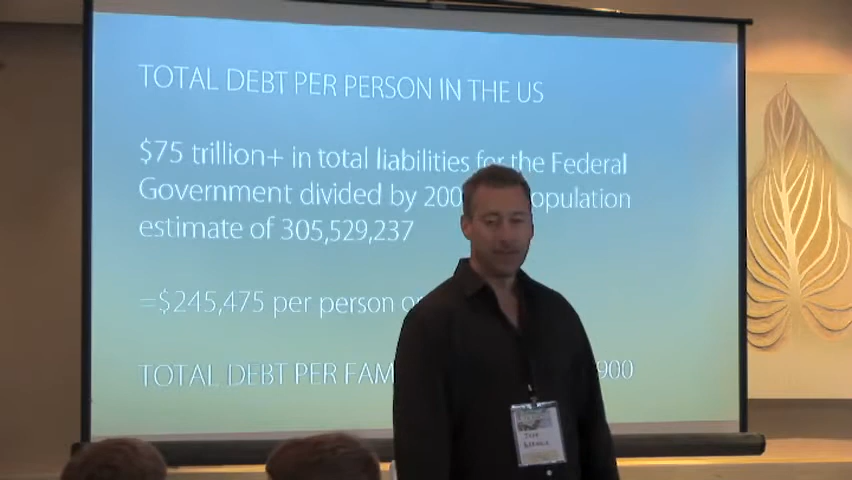 TOTAL DEBT PER PERSON IN THE US
$75 trillion+ in total liabilities for the Federal
Government divided by 200 opulation
estimate of 305,529,237
=$245,475 per person o
TOTAL DEBT PER FAM 900